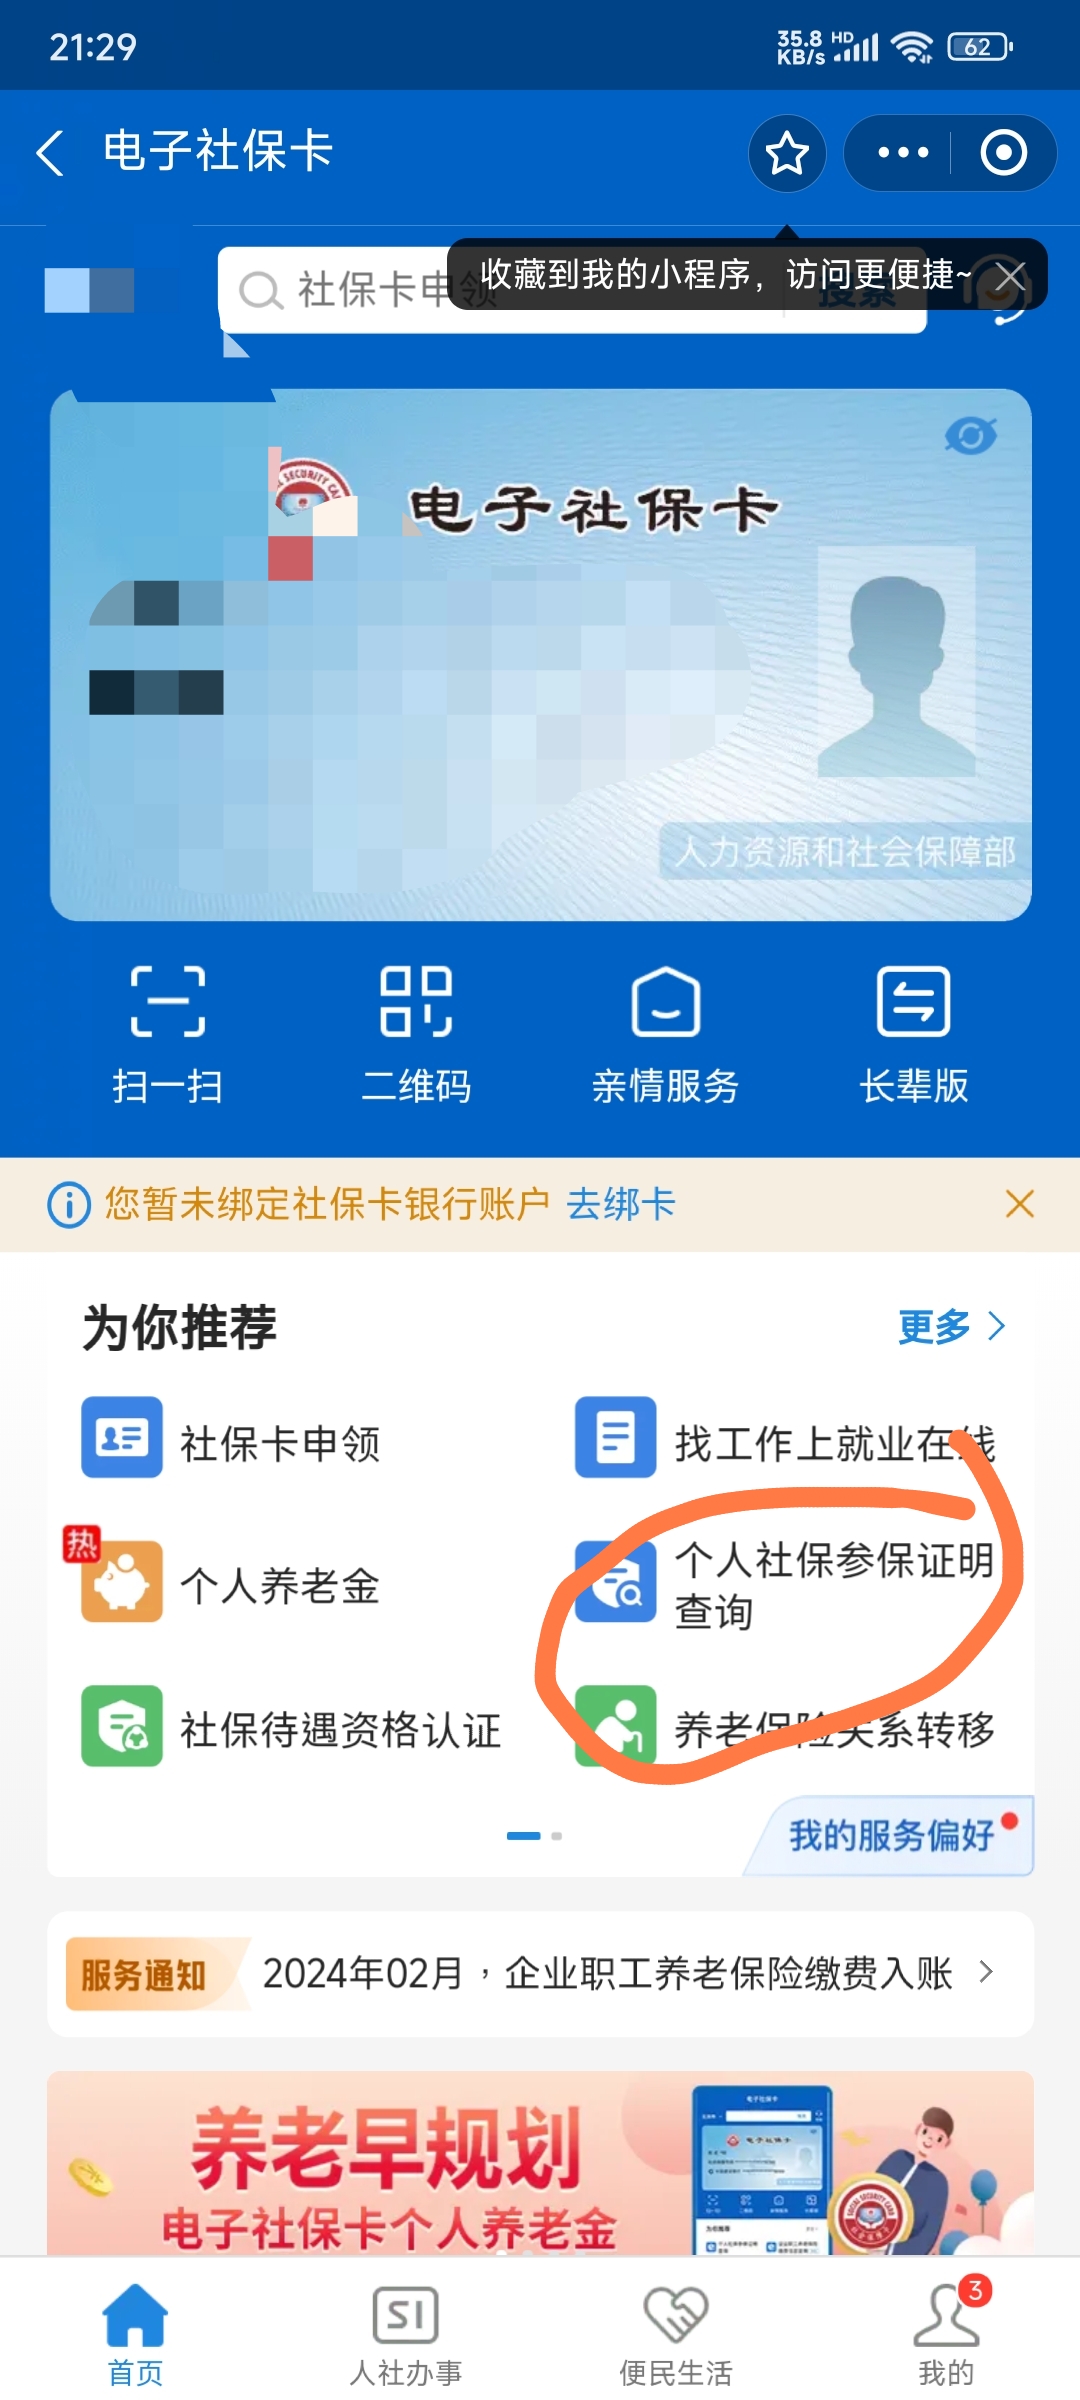 21:29
35.8 KB/s HD 62
电子社保卡
收藏到我的小程序，访问更便捷~
社保卡申领 搜索
SECURITY
电子社保卡
人力资源和社会保障部
扫一扫 二维码 亲情服务 长辈版
您暂未绑定社保卡银行账户 去绑卡
为你推荐 更多
社保卡申领 找工作上就业在线
热
个人养老金 个人社保参保证明
查询
社保待遇资格认证 养老保险关系转移
我的服务偏好
服务通知 2024年02月，企业职工养老保险缴费入账
养老早规划
电子社保卡个人养老金
电子社保卡
SI 3
首页 人社办事 便民生活 我的